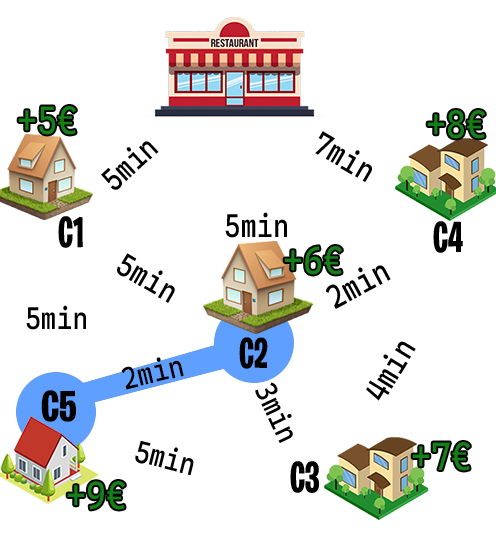 RESTAURANT
+5€
+8€
5min
7min
C1
C4
5min
+6€
5min
2min
5min
C2
2min
4min
C5
3min
5min
C3
+7€
+9€